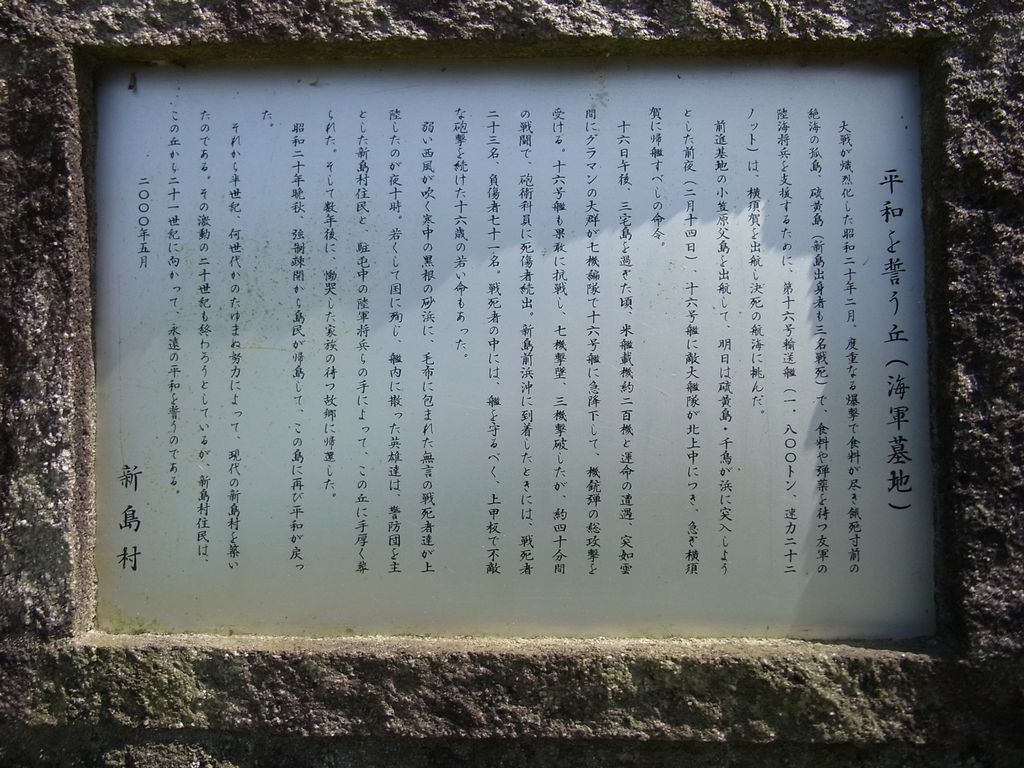 平和を誓う丘（海軍墓地）
大戦が熾烈化した昭和二十年二月、度重なる爆撃で食料が尽き餓死寸前の
絶海の孤島、硫黄島（新島出身者も三名戦死）で、食料や弾薬を待つ友軍の
陸海将兵を支援するために、第十六号輸送艦（一、八〇〇トン、速力二十二
ノット）は、横須賀を出航し決死の航海に挑んだ。
前進基地の小笠原父島を出航して、明日は硫黄島・千鳥が浜に突入しよう
とした前夜（二月十四日）、十六号艦に敵大艦隊が北上中につき、急ぎ横須
賀に帰艦すべしの命令。
十六日午後、三宅島を過ぎた頃、米艦載機約二百機と運命の遭遇、突如雲
間にグラマンの大群が七機編隊で十六号艦に急降下して、機銃弾の総攻撃を
受ける。十六号艦も果敢に抗戦し、七機撃墜、三機撃破したが、約四十分間
の戦闘で、砲術科員に死傷者続出。新島前浜沖に到着したときには、戦死者
二十三名、負傷者七十一名。戦死者の中には、艦を守るべく、上甲板で不敵
な砲撃を続けた十六歳の若い命もあった。
弱い西風が吹く寒中の黒根の砂浜に、毛布に包まれた無言の戦死者達が上
陸したのが夜十時。若くして国に殉じ、艦内に散った英雄達は、警防団を主
とした新島村住民と、駐屯中の陸軍将兵らの手によって、この丘に手厚く葬
られた。そして数年後に、慟哭した家族の待つ故郷に帰還した。
昭和二十年晩秋、強制疎開から島民が帰島して、この島に再び平和が戻っ
た。
それから半世紀、何世代かのたゆまぬ努力によって、現代の新島村を築い
たのである。その激動の二十世紀も終わろうとしているが、新島村住民は、
この丘から二十一世紀に向かって、永遠の平和を誓うのである。
二〇〇〇年五月
新島村